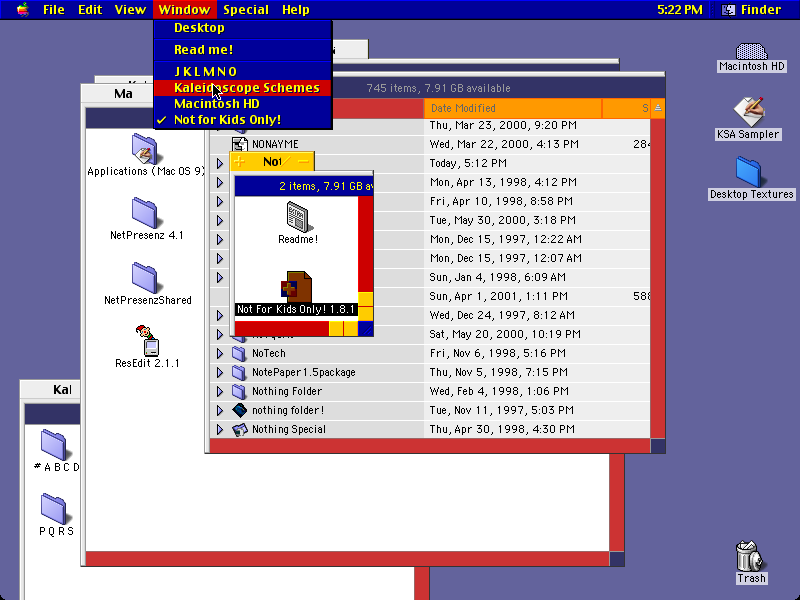 File Edit View Window Special Help 5:22 PM Finder
Desktop
Read me!
J K L M N O
Kaleidoscope Schemes
Macintosh HD
✓ Not for Kids Only!
Macintosh HD
KSA Sampler
Desktop Textures
Trash
Ma
Applications (Mac OS 9)
NetPresenz 4.1
NetPresenzShared
ResEdit 2.1.1
Kal
# A B C D
P Q R S
745 items, 7.91 GB available
Date Modified S
Thu, Mar 23, 2000, 9:20 PM
NONAYME Wed, Mar 22, 2000, 4:13 PM 284
Today, 5:12 PM
Mon, Apr 13, 1998, 4:12 PM
Fri, Apr 10, 1998, 8:58 PM
Tue, May 30, 2000, 3:18 PM
Mon, Dec 15, 1997, 12:22 AM
Mon, Dec 15, 1997, 12:07 AM
Sun, Jan 4, 1998, 6:09 AM
Sun, Apr 1, 2001, 1:11 PM 588
Wed, Dec 24, 1997, 8:12 AM
Sat, May 20, 2000, 10:19 PM
NoTech Fri, Nov 6, 1998, 5:16 PM
NotePaper1.5package Thu, Nov 5, 1998, 7:15 PM
Nothing Folder Wed, Feb 4, 1998, 1:06 PM
nothing folder! Tue, Nov 11, 1997, 5:03 PM
Nothing Special Thu, Apr 30, 1998, 4:30 PM
Not
2 items, 7.91 GB av
Readme!
Not For Kids Only! 1.8.1